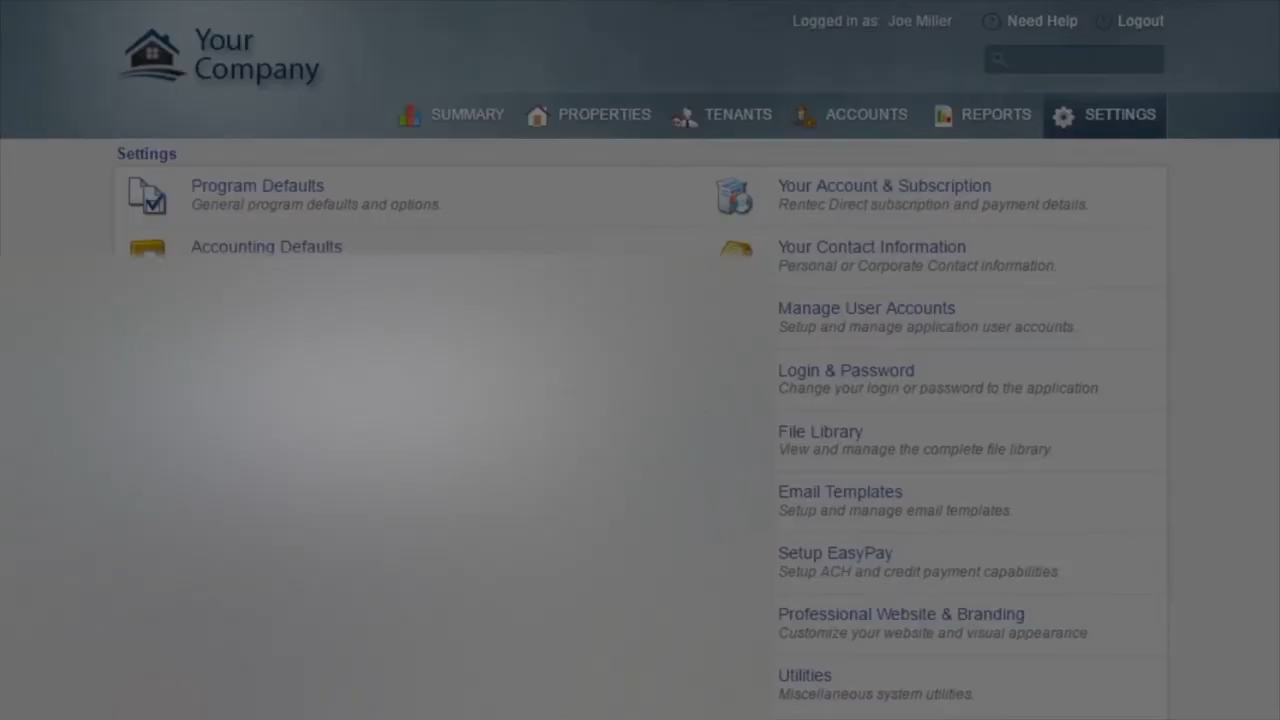 Logged in as: Joe Miller Need Help Logout
Your
Company
SUMMARY PROPERTIES TENANTS ACCOUNTS REPORTS SETTINGS
Settings
Program Defaults
General program defaults and options.
Accounting Defaults
Your Account & Subscription
Rentec Direct subscription and payment details.
Your Contact Information
Personal or Corporate Contact information.
Manage User Accounts
Setup and manage application user accounts.
Login & Password
Change your login or password to the application
File Library
View and manage the complete file library.
Email Templates
Setup and manage email templates.
Setup EasyPay
Setup ACH and credit payment capabilities.
Professional Website & Branding
Customize your website and visual appearance
Utilities
Miscellaneous system utilities.